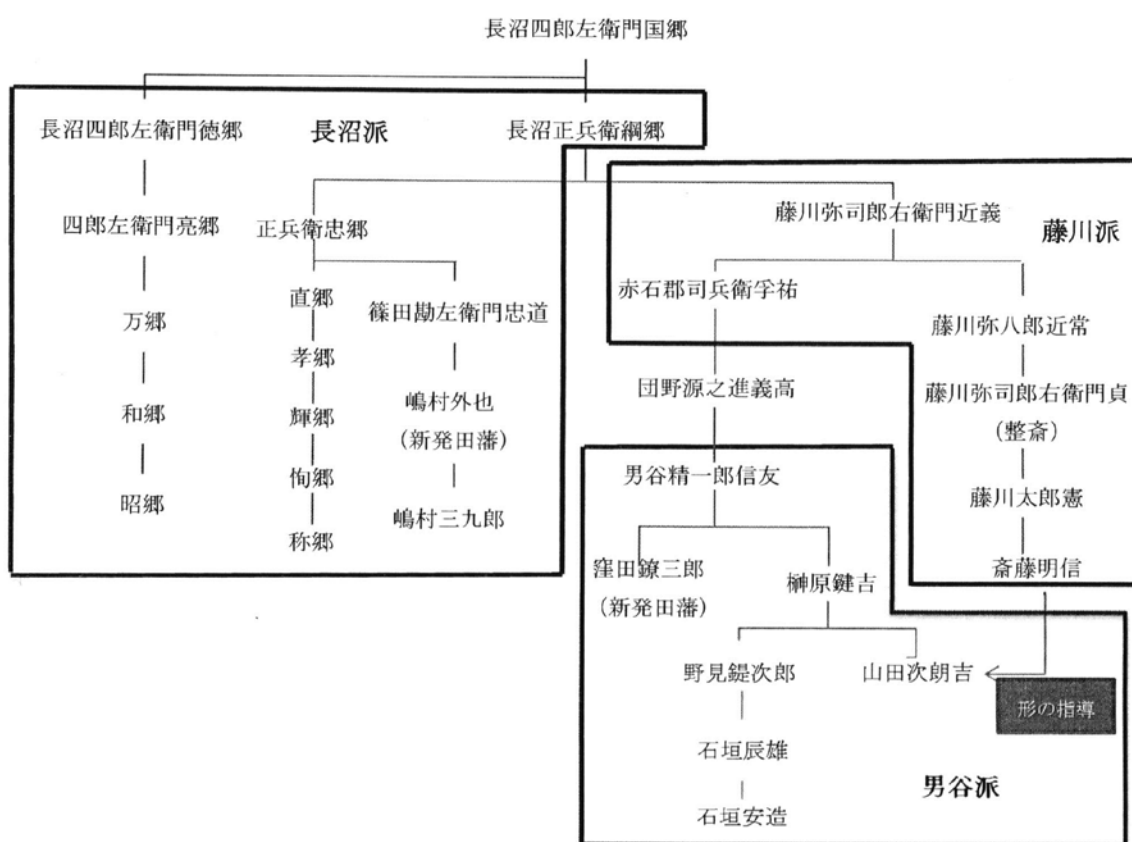 長沼四郎左衛門国郷
長沼四郎左衛門徳郷
長沼派
長沼正兵衛綱郷
四郎左衛門亮郷
正兵衛忠郷
藤川弥司郎右衛門近義
藤川派
万郷
直郷
篠田勘左衛門忠道
赤石郡司兵衛孚祐
藤川弥八郎近常
孝郷
和郷
輝郷
嶋村外也
(新発田藩)
団野源之進義高
藤川弥司郎右衛門貞
(整斎)
昭郷
恂郷
嶋村三九郎
男谷精一郎信友
藤川太郎憲
称郷
窪田鐐三郎
(新発田藩)
榊原鍵吉
斎藤明信
野見鍉次郎
山田次朗吉
形の指導
石垣辰雄
男谷派
石垣安造